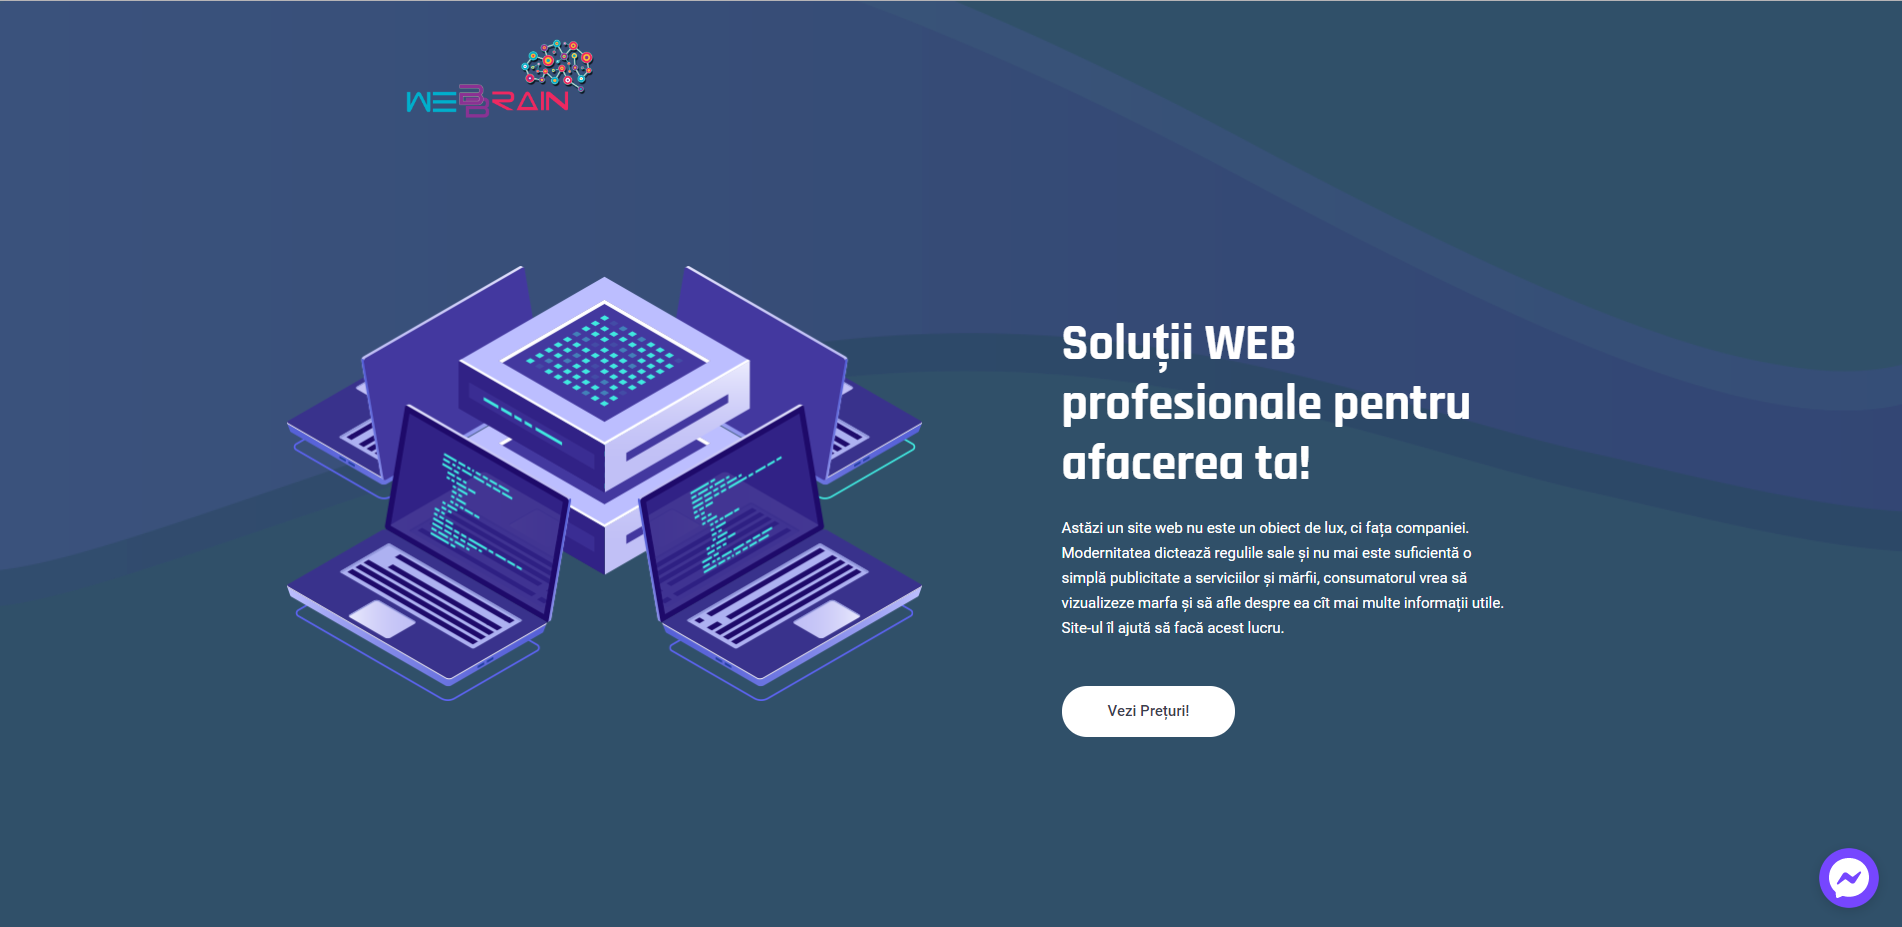 WEBBRAIN
Soluții WEB
profesionale pentru
afacerea ta!
Astăzi un site web nu este un obiect de lux, ci fața companiei.
Modernitatea dictează regulile sale și nu mai este suficientă o
simplă publicitate a serviciilor și mărfii, consumatorul vrea să
vizualizeze marfa și să afle despre ea cît mai multe informații utile.
Site-ul îl ajută să facă acest lucru.
Vezi Prețuri!